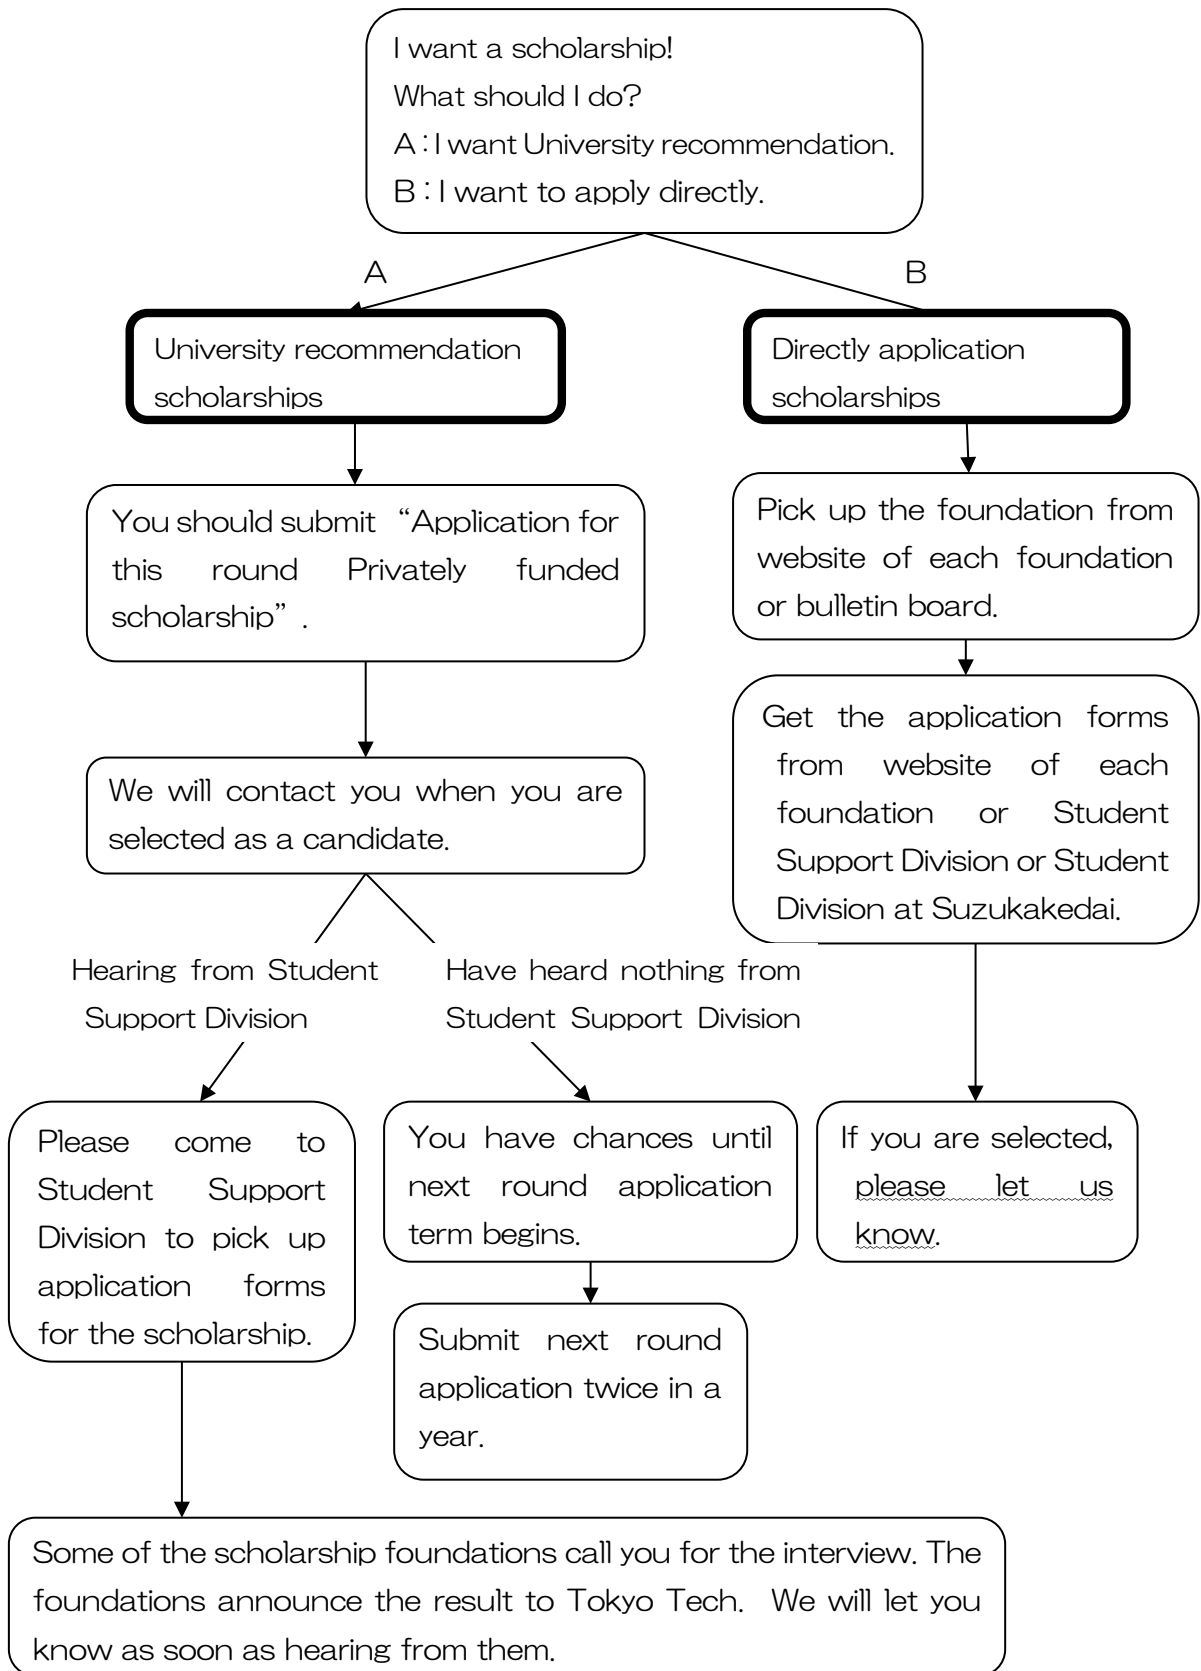 I want a scholarship!
What should I do?
A：I want University recommendation.
B：I want to apply directly.
A
B
University recommendation
scholarships
Directly application
scholarships
You should submit “Application for
this round Privately funded
scholarship”.
Pick up the foundation from
website of each foundation
or bulletin board.
We will contact you when you are
selected as a candidate.
Get the application forms
from website of each
foundation or Student
Support Division or Student
Division at Suzukakedai.
Hearing from Student
Support Division
Have heard nothing from
Student Support Division
Please come to
Student Support
Division to pick up
application forms
for the scholarship.
You have chances until
next round application
term begins.
If you are selected,
please let us
know.
Submit next round
application twice in a
year.
Some of the scholarship foundations call you for the interview. The
foundations announce the result to Tokyo Tech. We will let you
know as soon as hearing from them.